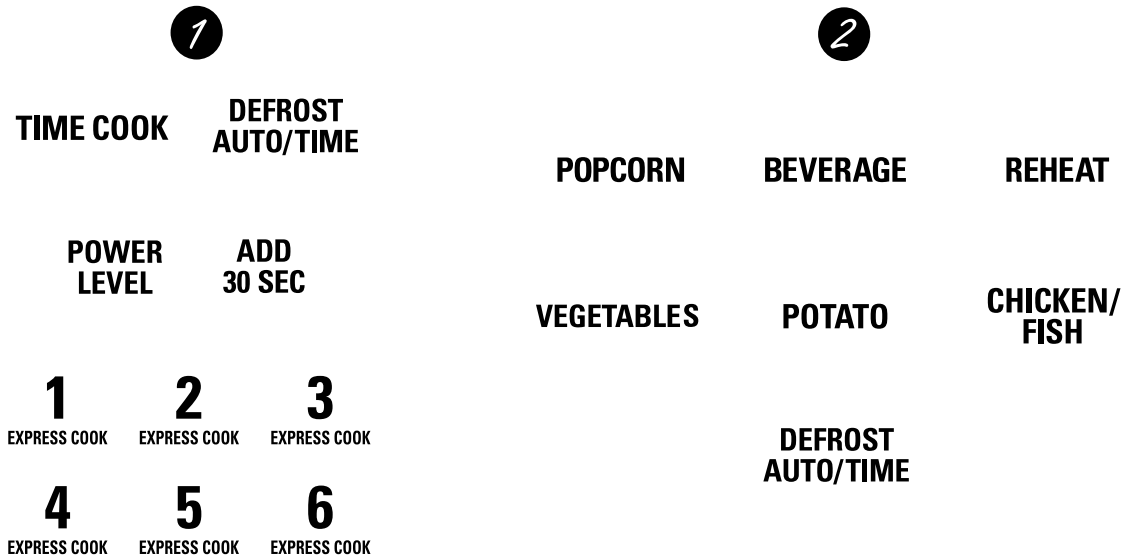 1
TIME COOK
DEFROST
AUTO/TIME
POWER
LEVEL
ADD
30 SEC
1
EXPRESS COOK
2
EXPRESS COOK
3
EXPRESS COOK
4
EXPRESS COOK
5
EXPRESS COOK
6
EXPRESS COOK
2
POPCORN
BEVERAGE
REHEAT
VEGETABLES
POTATO
CHICKEN/
FISH
DEFROST
AUTO/TIME